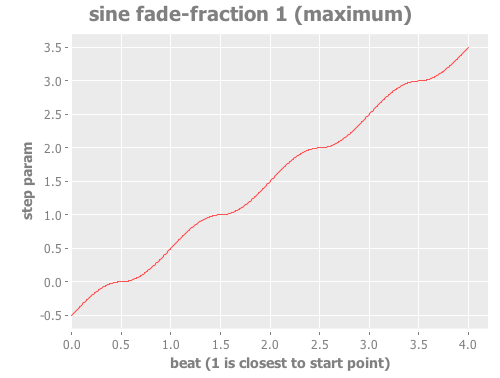 sine fade-fraction 1 (maximum)
3.5
3.0
2.5
2.0
1.5
1.0
0.5
0.0
-0.5
step param
0.0 0.5 1.0 1.5 2.0 2.5 3.0 3.5 4.0
beat (1 is closest to start point)